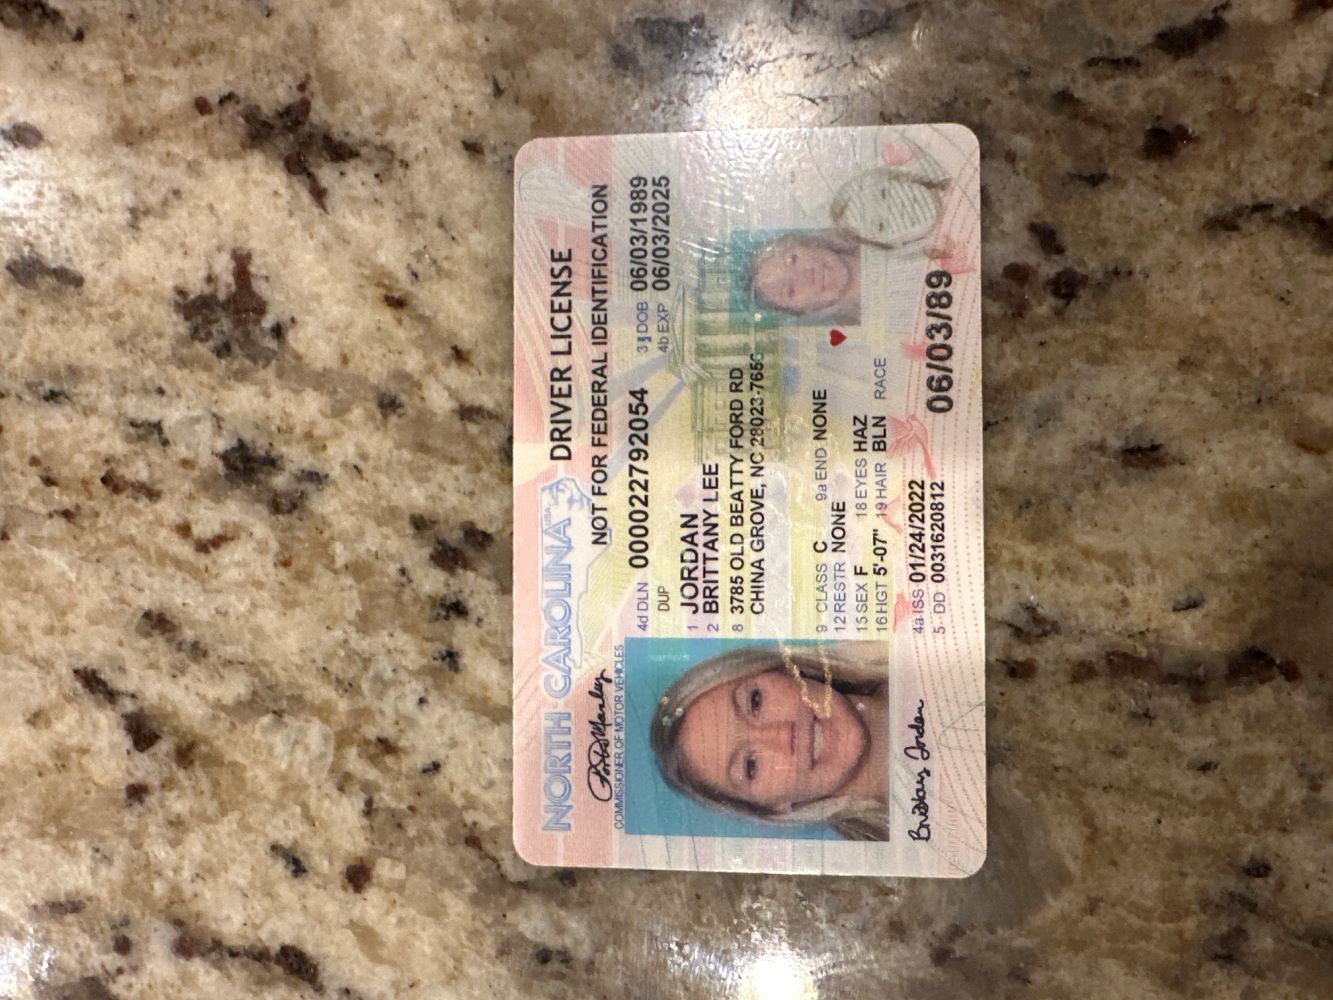 NORTH CAROLINA USA DRIVER LICENSE
NOT FOR FEDERAL IDENTIFICATION
COMMISSIONER OF MOTOR VEHICLES
4d DLN 000022792054 3 DOB 06/03/1989
DUP 4b EXP 06/03/2025
1 JORDAN
2 BRITTANY LEE
8 3785 OLD BEATTY FORD RD
CHINA GROVE, NC 28023-7656
9 CLASS C 9a END NONE
12 RESTR NONE
15 SEX F 18 EYES HAZ
16 HGT 5'-07" 19 HAIR BLN RACE
Brittany Jordan
4a ISS 01/24/2022
5 DD 0031620812
06/03/89